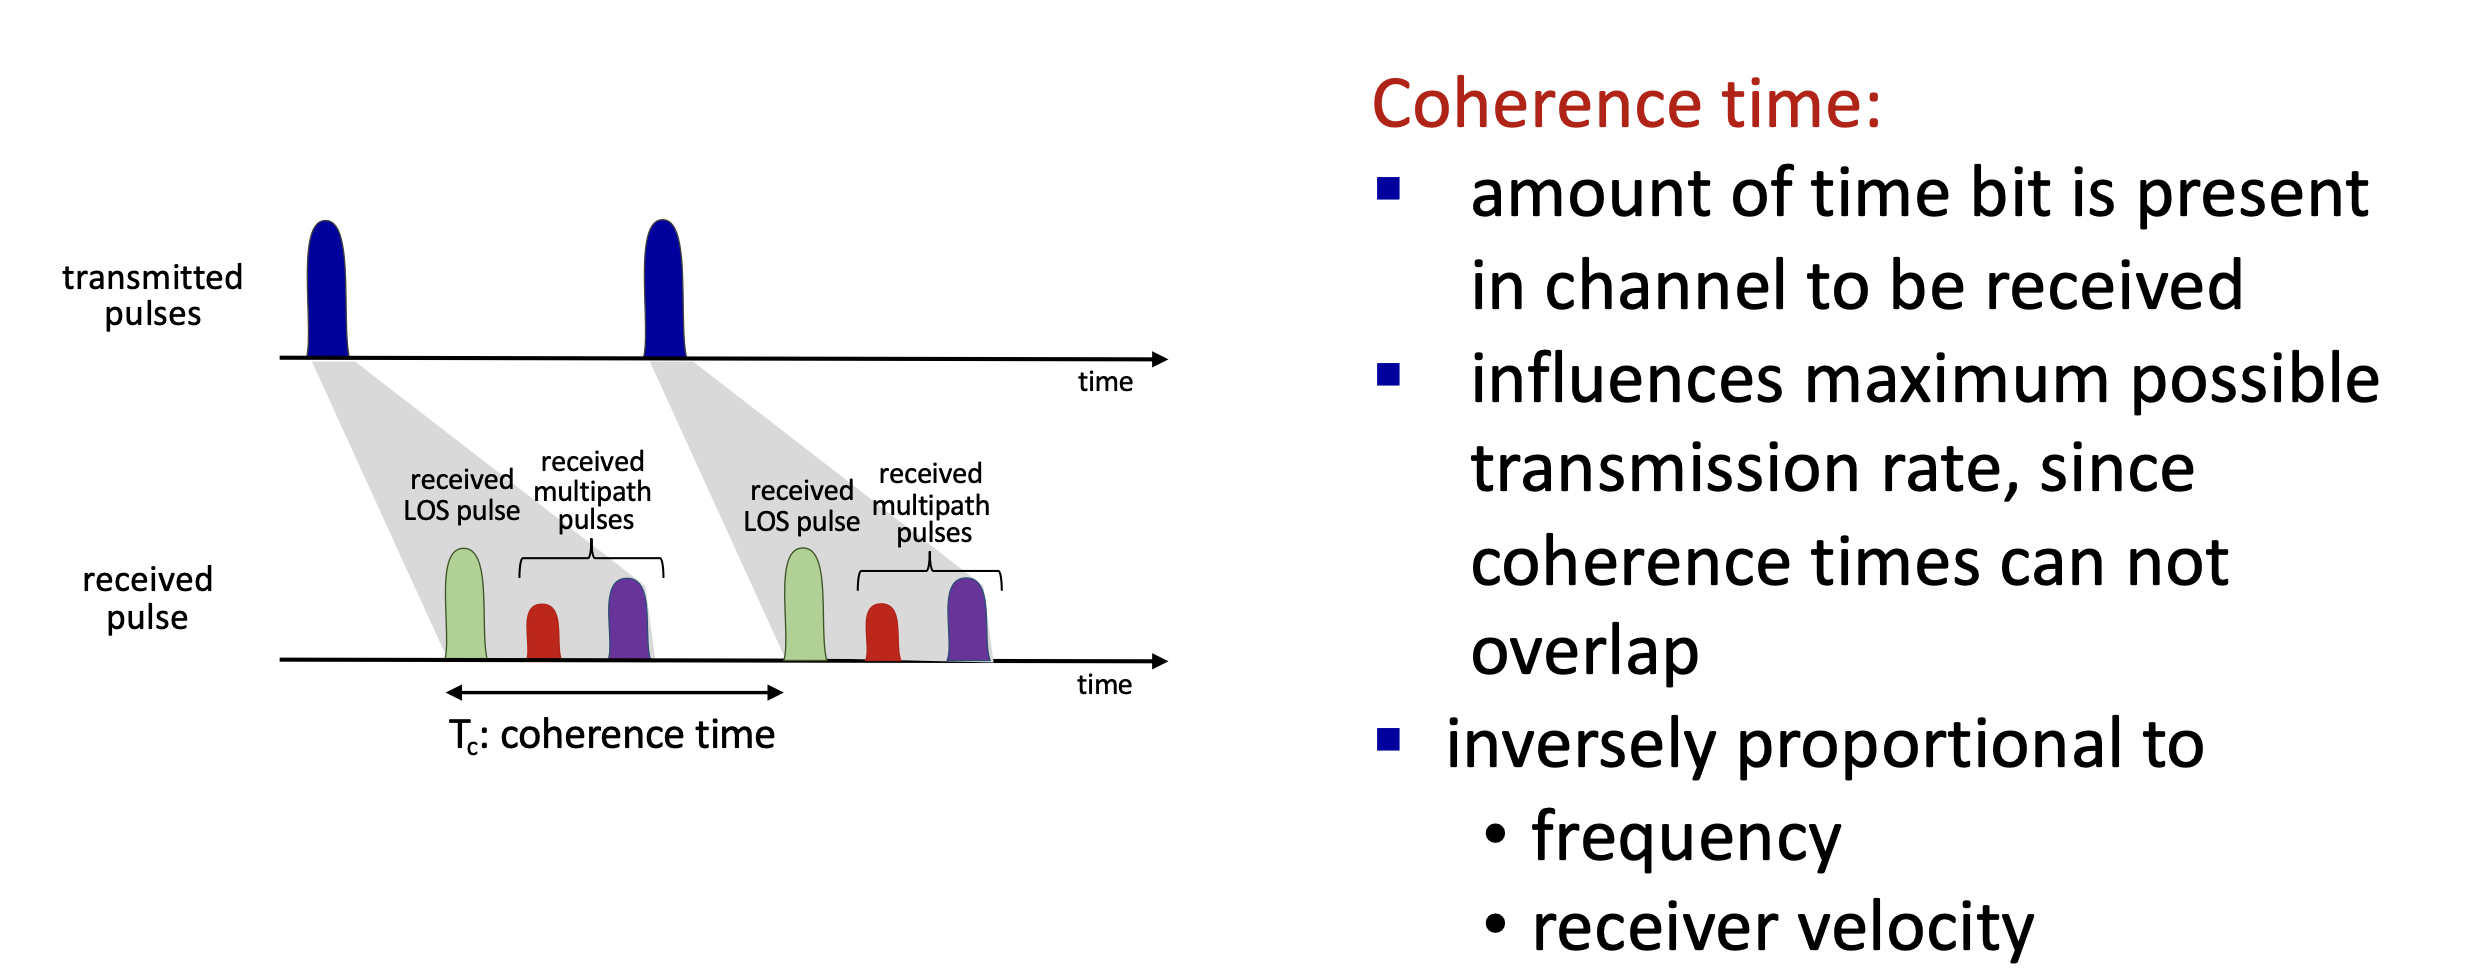 transmitted
pulses
time
received
LOS pulse
received
multipath
pulses
received
LOS pulse
received
multipath
pulses
received
pulse
time
Tc: coherence time
Coherence time:
amount of time bit is present
in channel to be received
influences maximum possible
transmission rate, since
coherence times can not
overlap
inversely proportional to
• frequency
• receiver velocity